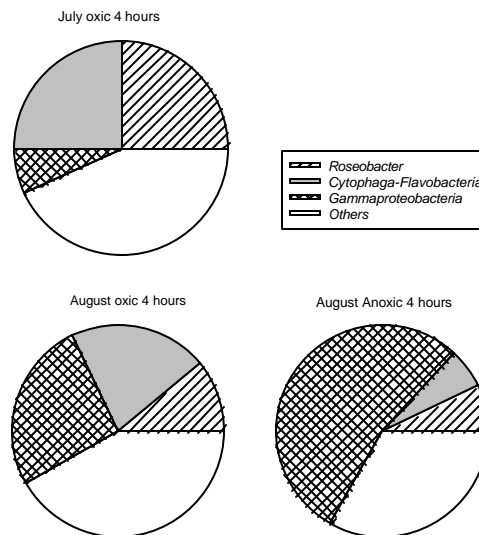 July oxic 4 hours
Roseobacter
Cytophaga-Flavobacteria
Gammaproteobacteria
Others
August oxic 4 hours
August Anoxic 4 hours